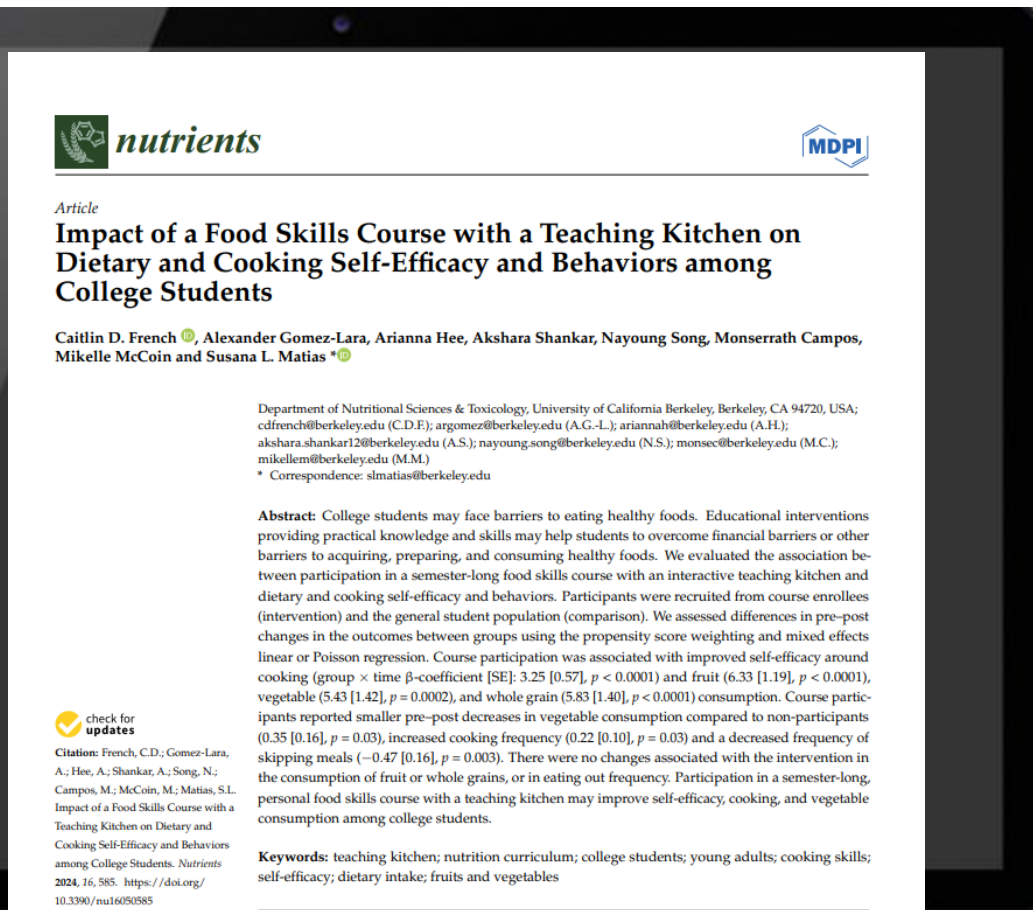 nutrients
MDPI
Article
Impact of a Food Skills Course with a Teaching Kitchen on
Dietary and Cooking Self-Efficacy and Behaviors among
College Students
Caitlin D. French iD, Alexander Gomez-Lara, Arianna Hee, Akshara Shankar, Nayoung Song, Monserrath Campos,
Mikelle McCoin and Susana L. Matias * iD
Department of Nutritional Sciences & Toxicology, University of California Berkeley, Berkeley, CA 94720, USA;
cdfrench@berkeley.edu (C.D.F.); argomez@berkeley.edu (A.G.-L.); ariannah@berkeley.edu (A.H.);
akshara.shankar12@berkeley.edu (A.S.); nayoung.song@berkeley.edu (N.S.); monsec@berkeley.edu (M.C.);
mikellem@berkeley.edu (M.M.)
* Correspondence: slmatias@berkeley.edu
Abstract: College students may face barriers to eating healthy foods. Educational interventions
providing practical knowledge and skills may help students to overcome financial barriers or other
barriers to acquiring, preparing, and consuming healthy foods. We evaluated the association be-
tween participation in a semester-long food skills course with an interactive teaching kitchen and
dietary and cooking self-efficacy and behaviors. Participants were recruited from course enrollees
(intervention) and the general student population (comparison). We assessed differences in pre–post
changes in the outcomes between groups using the propensity score weighting and mixed effects
linear or Poisson regression. Course participation was associated with improved self-efficacy around
cooking (group × time β-coefficient [SE]: 3.25 [0.57], p < 0.0001) and fruit (6.33 [1.19], p < 0.0001),
vegetable (5.43 [1.42], p = 0.0002), and whole grain (5.83 [1.40], p < 0.0001) consumption. Course partic-
ipants reported smaller pre–post decreases in vegetable consumption compared to non-participants
(0.35 [0.16], p = 0.03), increased cooking frequency (0.22 [0.10], p = 0.03) and a decreased frequency of
skipping meals (−0.47 [0.16], p = 0.003). There were no changes associated with the intervention in
the consumption of fruit or whole grains, or in eating out frequency. Participation in a semester-long,
personal food skills course with a teaching kitchen may improve self-efficacy, cooking, and vegetable
consumption among college students.
Keywords: teaching kitchen; nutrition curriculum; college students; young adults; cooking skills;
self-efficacy; dietary intake; fruits and vegetables
check for
updates
Citation: French, C.D.; Gomez-Lara,
A.; Hee, A.; Shankar, A.; Song, N.;
Campos, M.; McCoin, M.; Matias, S.L.
Impact of a Food Skills Course with a
Teaching Kitchen on Dietary and
Cooking Self-Efficacy and Behaviors
among College Students. Nutrients
2024, 16, 585. https://doi.org/
10.3390/nu16050585